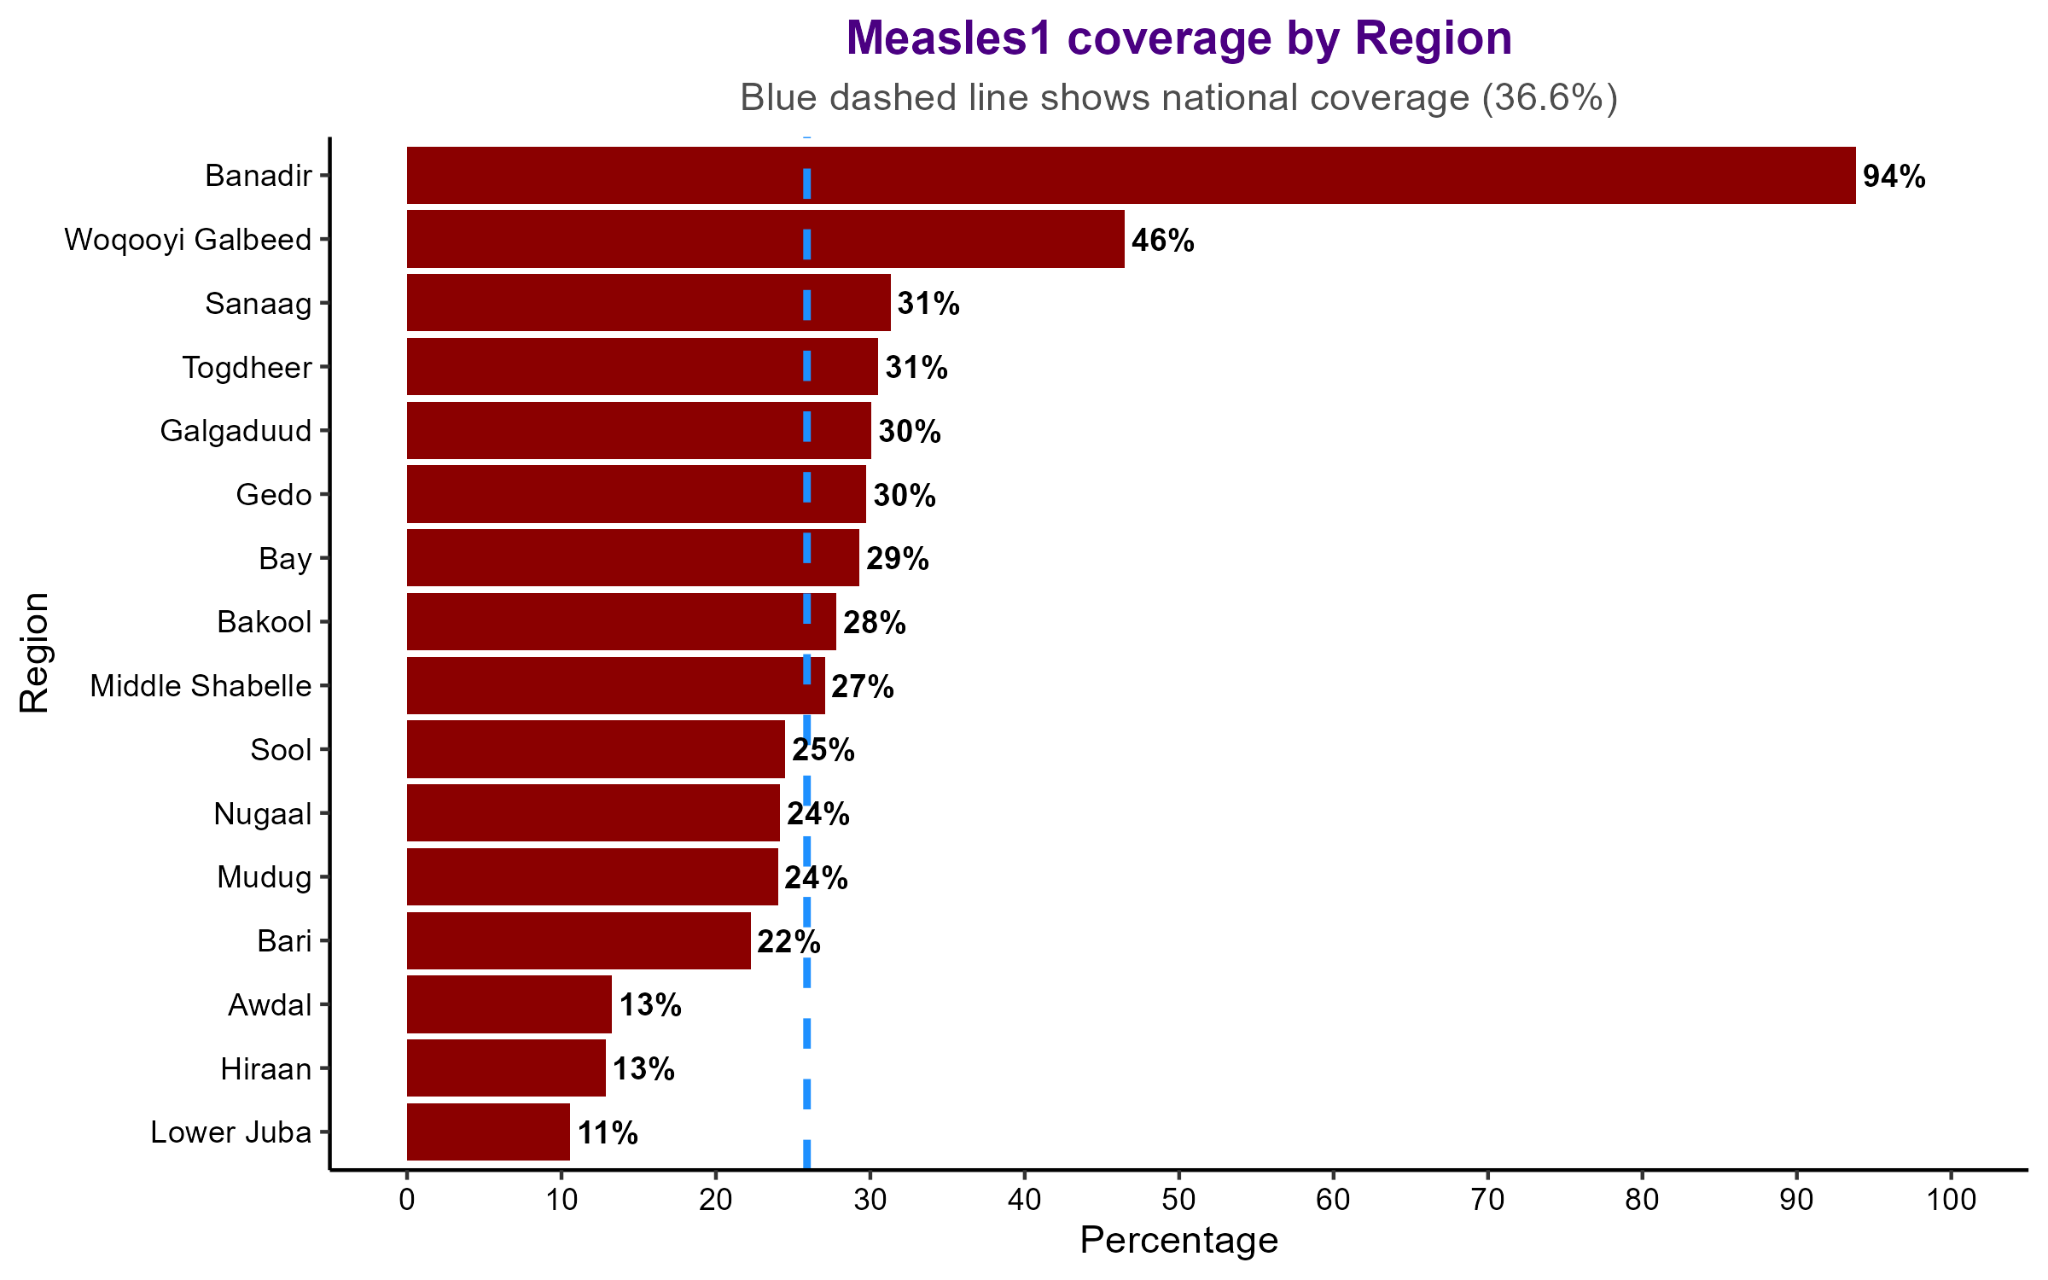 Measles1 coverage by Region
Blue dashed line shows national coverage (36.6%)
Region
Banadir 94%
Woqooyi Galbeed 46%
Sanaag 31%
Togdheer 31%
Galgaduud 30%
Gedo 30%
Bay 29%
Bakool 28%
Middle Shabelle 27%
Sool 25%
Nugaal 24%
Mudug 24%
Bari 22%
Awdal 13%
Hiraan 13%
Lower Juba 11%
0 10 20 30 40 50 60 70 80 90 100
Percentage